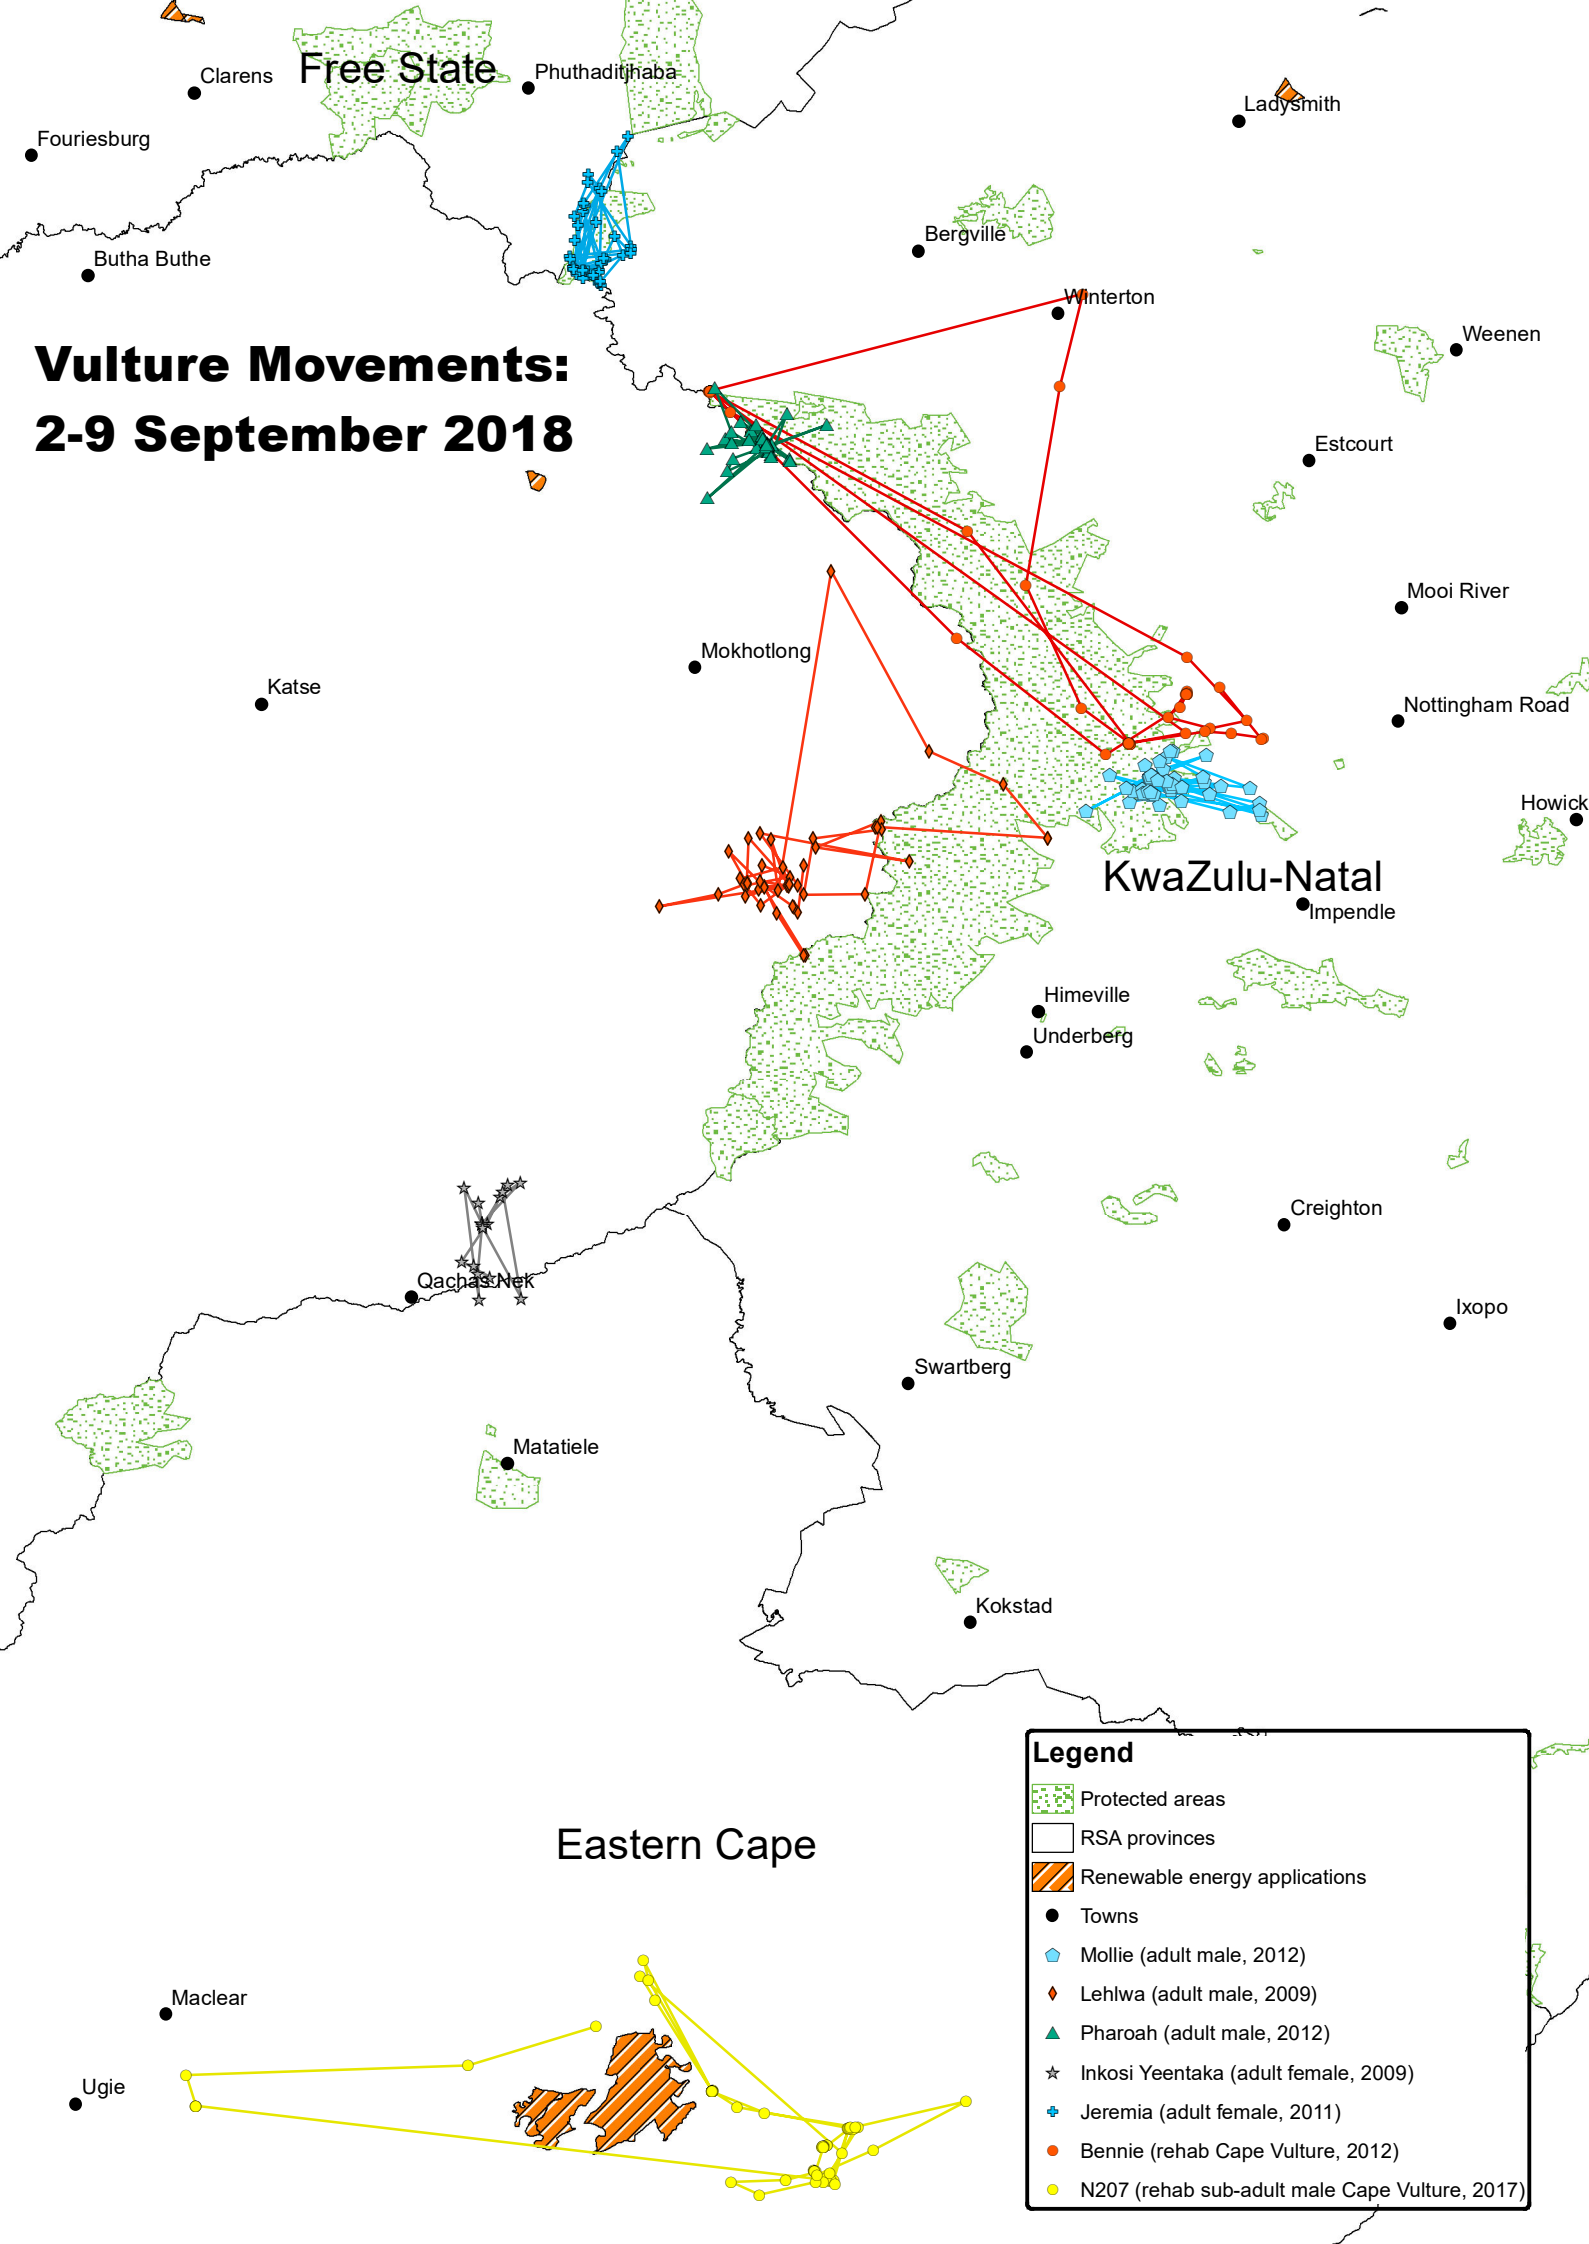 Free State
Clarens
Phuthaditjhaba
Ladysmith
Fouriesburg
Bergville
Butha Buthe
Winterton
Weenen
Vulture Movements:
2-9 September 2018
Estcourt
Mooi River
Mokhotlong
Katse
Nottingham Road
Howick
KwaZulu-Natal
Impendle
Himeville
Underberg
Creighton
Qachas Nek
Ixopo
Swartberg
Matatiele
Kokstad
Eastern Cape
Maclear
Ugie
Legend
Protected areas
RSA provinces
Renewable energy applications
Towns
Mollie (adult male, 2012)
Lehlwa (adult male, 2009)
Pharoah (adult male, 2012)
Inkosi Yeentaka (adult female, 2009)
Jeremia (adult female, 2011)
Bennie (rehab Cape Vulture, 2012)
N207 (rehab sub-adult male Cape Vulture, 2017)